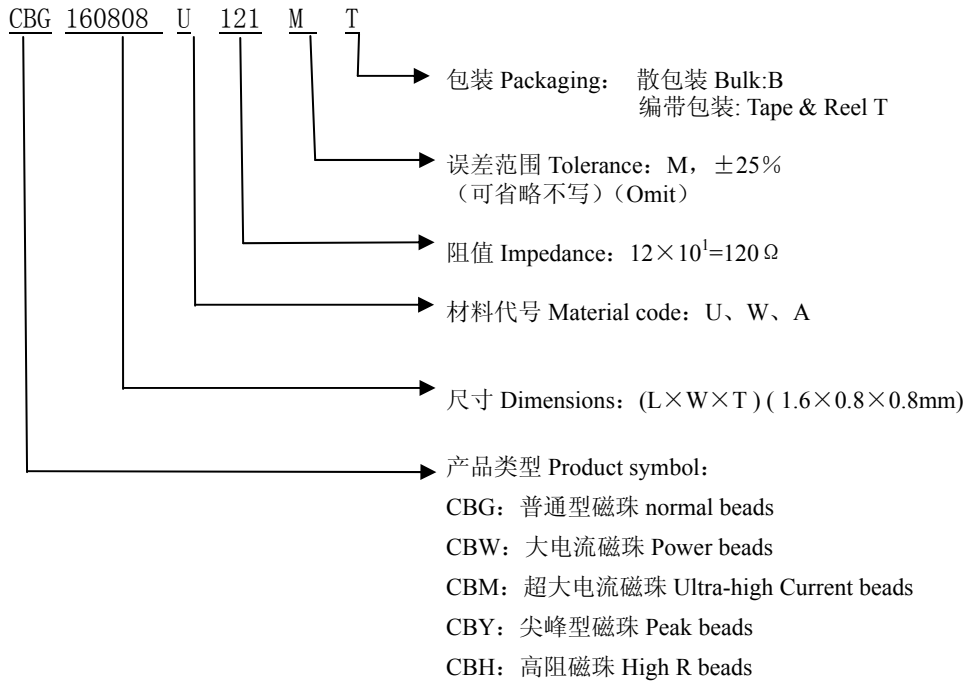 CBG 160808 U 121 M T
包装 Packaging： 散包装 Bulk:B
编带包装: Tape & Reel T
误差范围 Tolerance：M，±25％
（可省略不写）（Omit）
阻值 Impedance：12×10¹=120Ω
材料代号 Material code：U、W、A
尺寸 Dimensions：(L×W×T ) ( 1.6×0.8×0.8mm)
产品类型 Product symbol：
CBG：普通型磁珠 normal beads
CBW：大电流磁珠 Power beads
CBM：超大电流磁珠 Ultra-high Current beads
CBY：尖峰型磁珠 Peak beads
CBH：高阻磁珠 High R beads